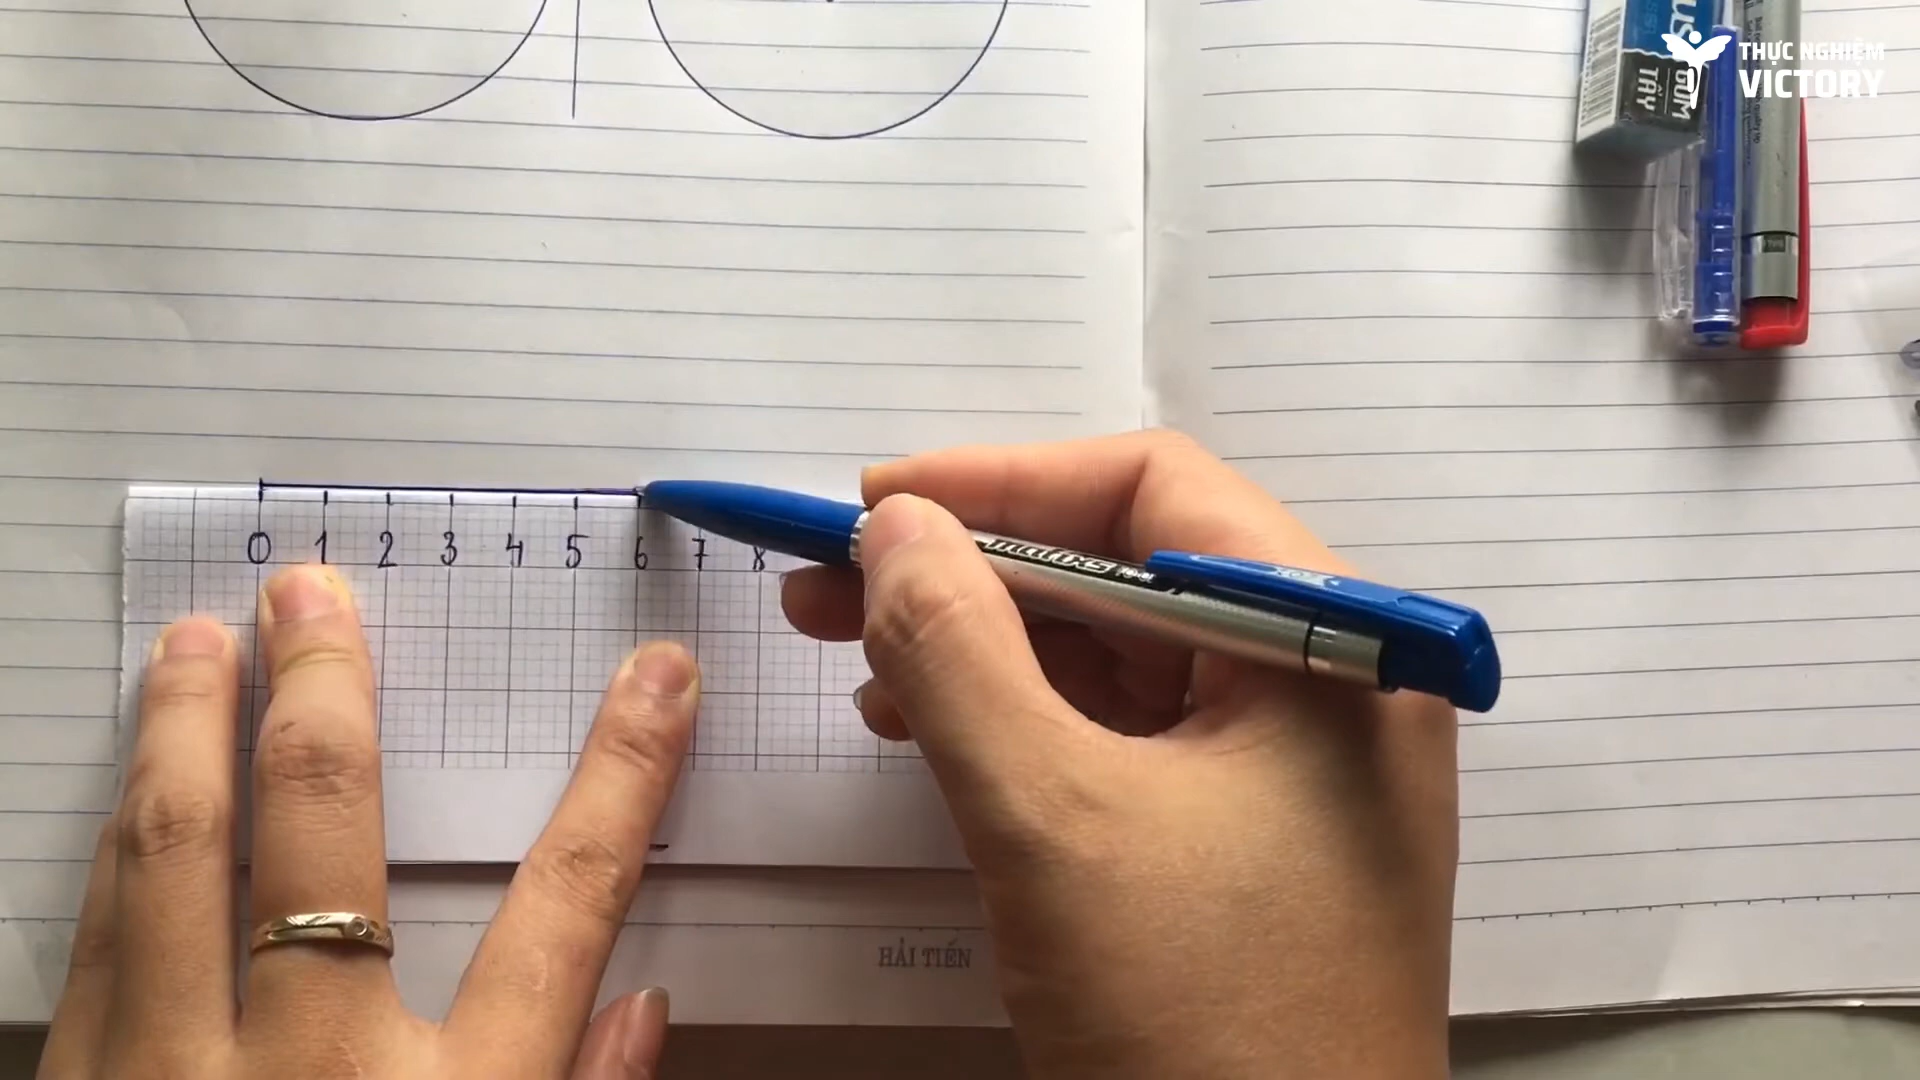 THỰC NGHIỆM
VICTORY
GÔM
TẨY
0 1 2 3 4 5 6 7 8
HẢI TIẾN